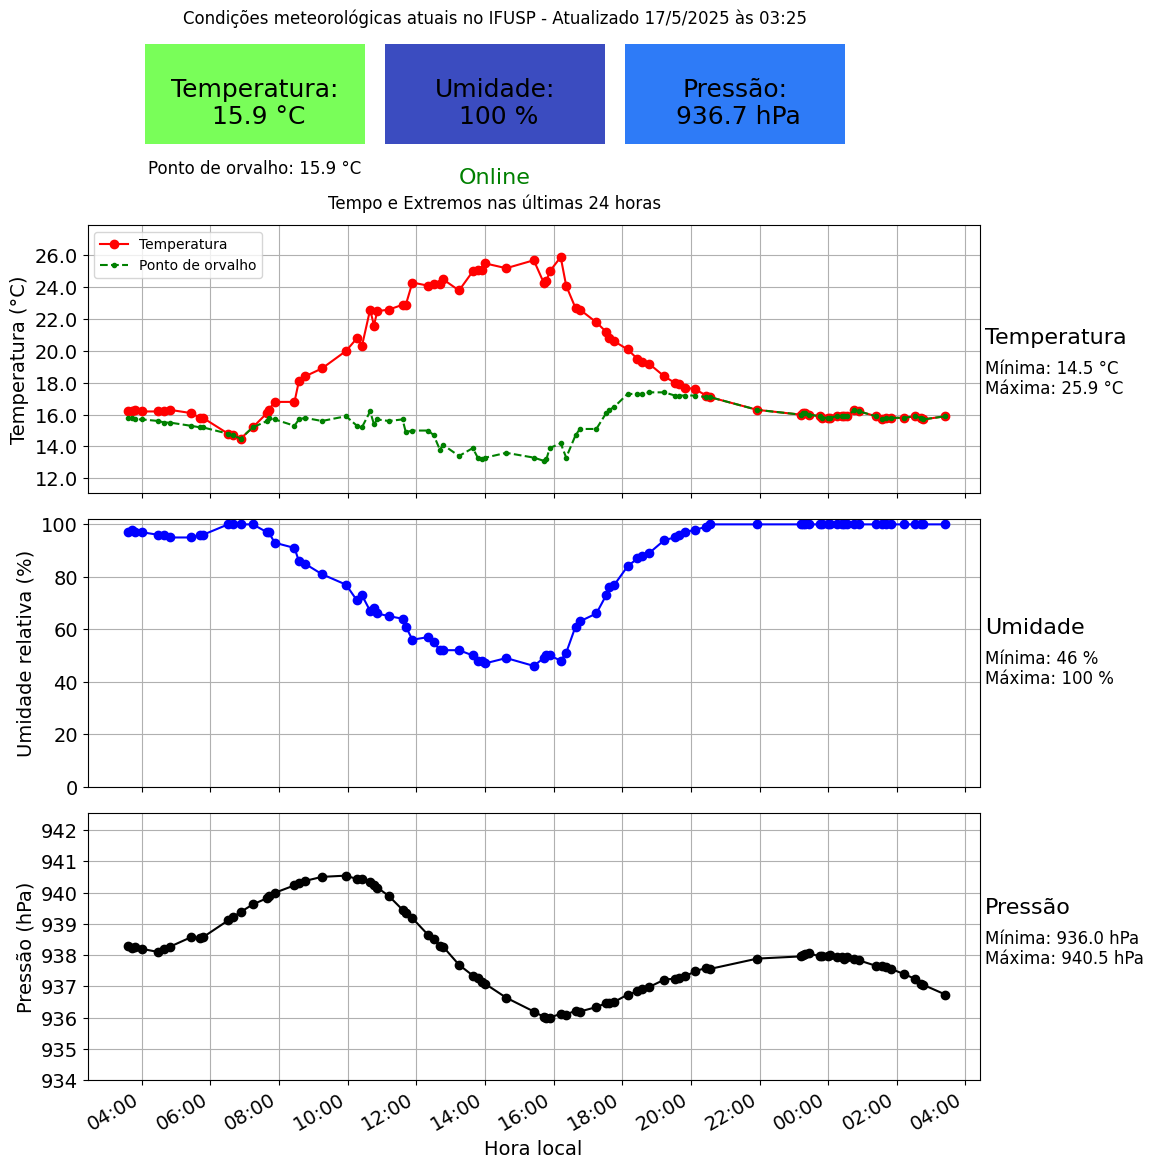 Condições meteorológicas atuais no IFUSP - Atualizado 17/5/2025 às 03:25
Temperatura:
15.9 °C
Umidade:
100 %
Pressão:
936.7 hPa
Ponto de orvalho: 15.9 °C
Online
Tempo e Extremos nas últimas 24 horas
Temperatura
Ponto de orvalho
Temperatura (°C)
26.0
24.0
22.0
20.0
18.0
16.0
14.0
12.0
Temperatura
Mínima: 14.5 °C
Máxima: 25.9 °C
Umidade relativa (%)
100
80
60
40
20
0
Umidade
Mínima: 46 %
Máxima: 100 %
Pressão (hPa)
942
941
940
939
938
937
936
935
934
Pressão
Mínima: 936.0 hPa
Máxima: 940.5 hPa
04:00 06:00 08:00 10:00 12:00 14:00 16:00 18:00 20:00 22:00 00:00 02:00 04:00
Hora local